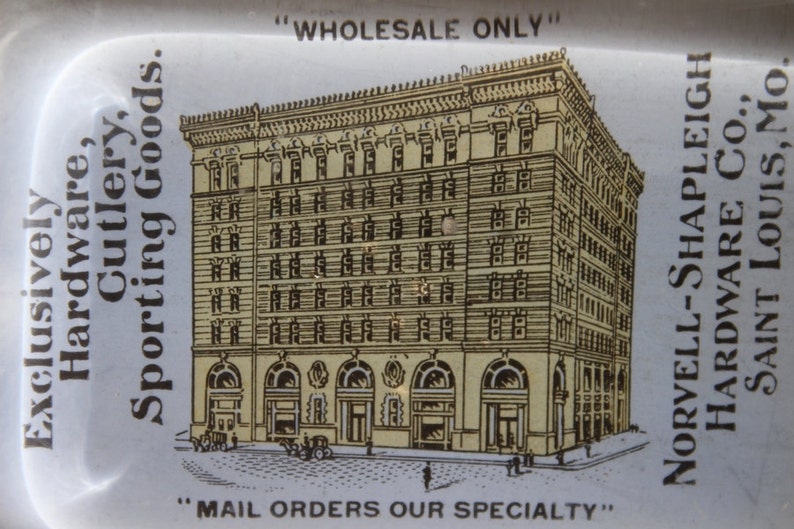 "WHOLESALE ONLY"
Exclusively
Hardware,
Cutlery,
Sporting Goods.
NORVELL-SHAPLEIGH
HARDWARE CO.,
SAINT LOUIS, MO.
"MAIL ORDERS OUR SPECIALTY"